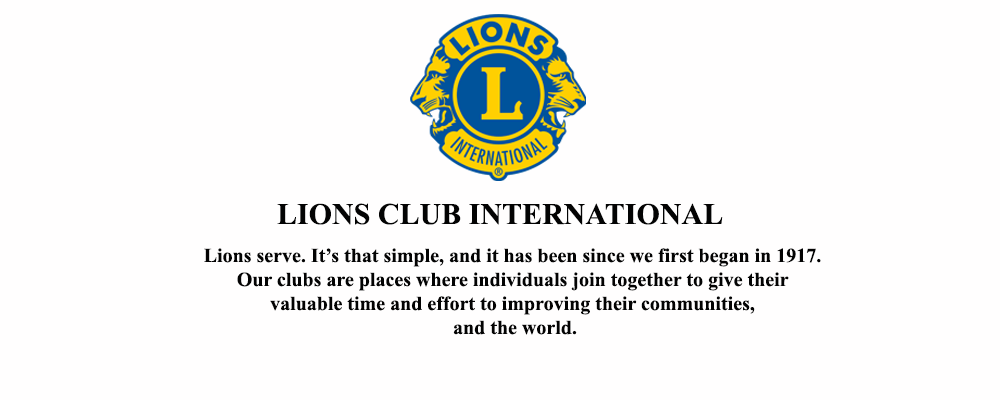 LIONS
L
INTERNATIONAL
®
LIONS CLUB INTERNATIONAL
Lions serve. It’s that simple, and it has been since we first began in 1917.
Our clubs are places where individuals join together to give their
valuable time and effort to improving their communities,
and the world.